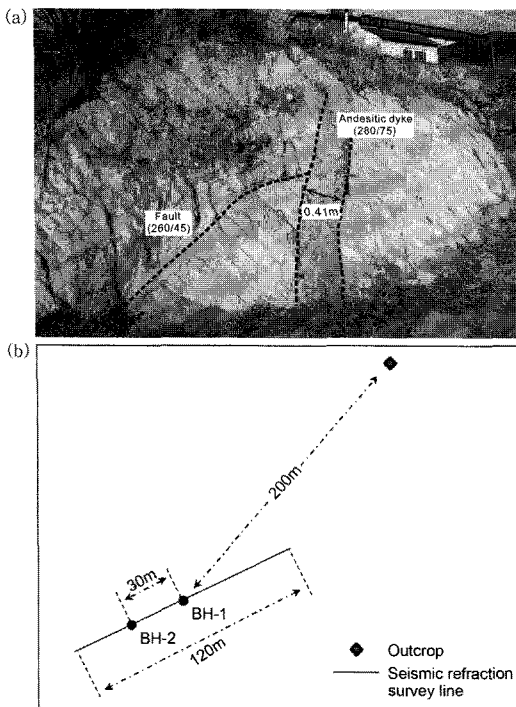 (a)
Andesitic dyke
(280/75)
Fault
(260/45)
0.41m
(b)
200m
30m
BH-1
BH-2
120m
Outcrop
Seismic refraction
survey line